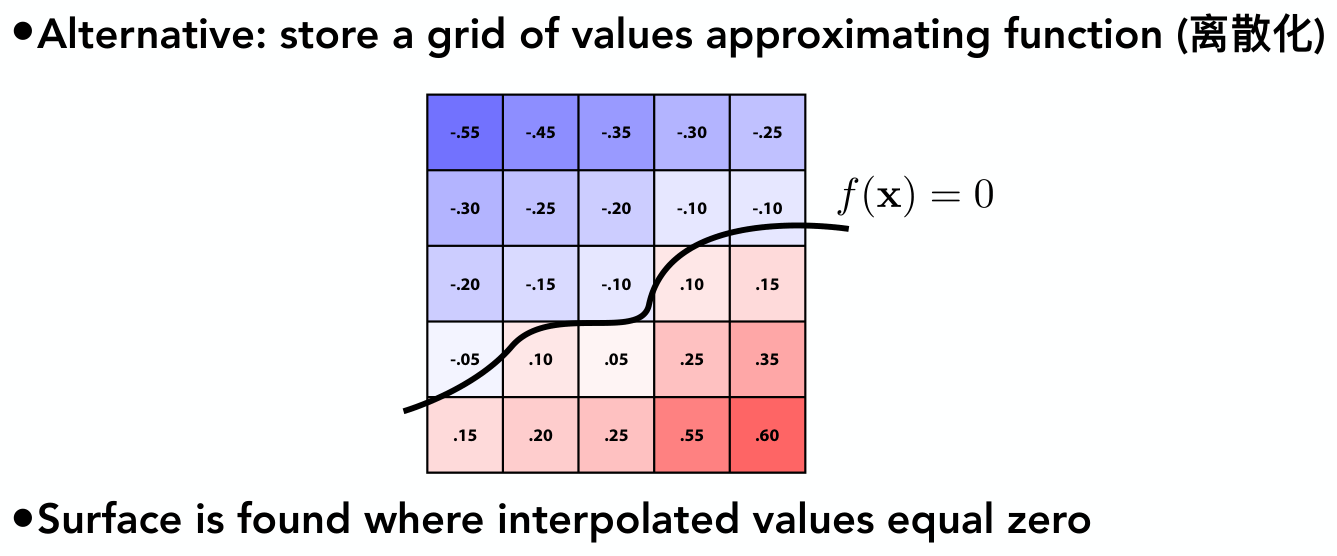 •Alternative: store a grid of values approximating function (离散化)
-.55 -.45 -.35 -.30 -.25
-.30 -.25 -.20 -.10 -.10
f(x) = 0
-.20 -.15 -.10 .10 .15
-.05 .10 .05 .25 .35
.15 .20 .25 .55 .60
•Surface is found where interpolated values equal zero